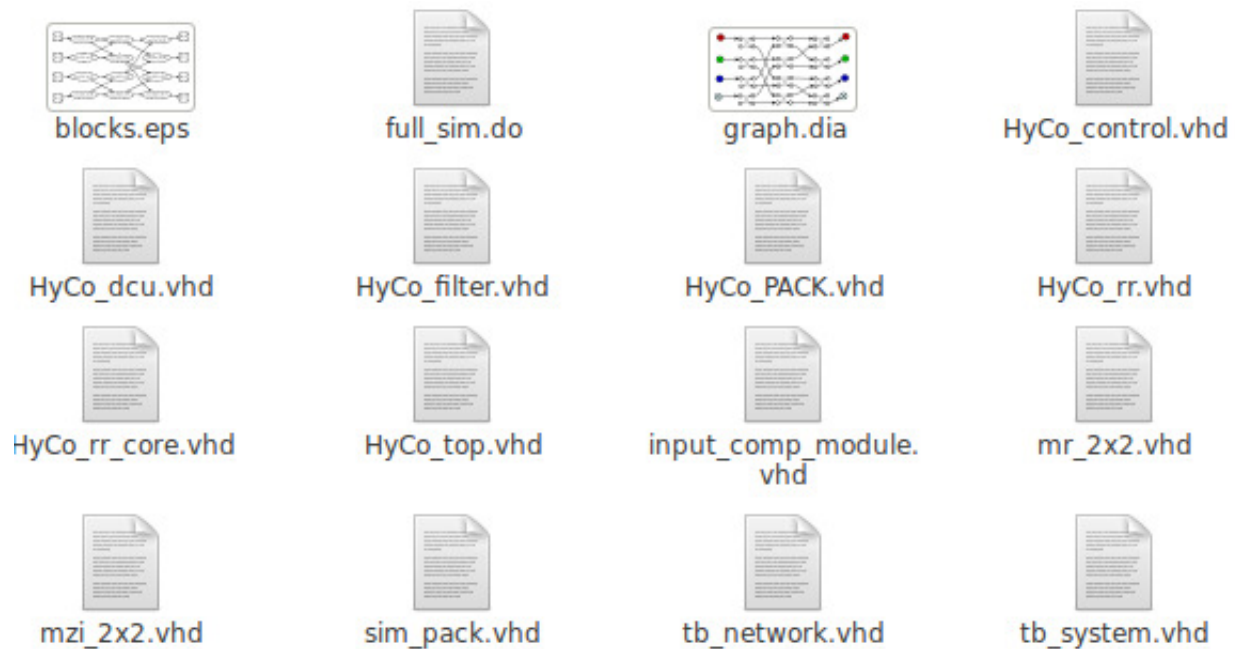 blocks.eps
full_sim.do
graph.dia
HyCo_control.vhd
HyCo_dcu.vhd
HyCo_filter.vhd
HyCo_PACK.vhd
HyCo_rr.vhd
HyCo_rr_core.vhd
HyCo_top.vhd
input_comp_module.
vhd
mr_2x2.vhd
mzi_2x2.vhd
sim_pack.vhd
tb_network.vhd
tb_system.vhd